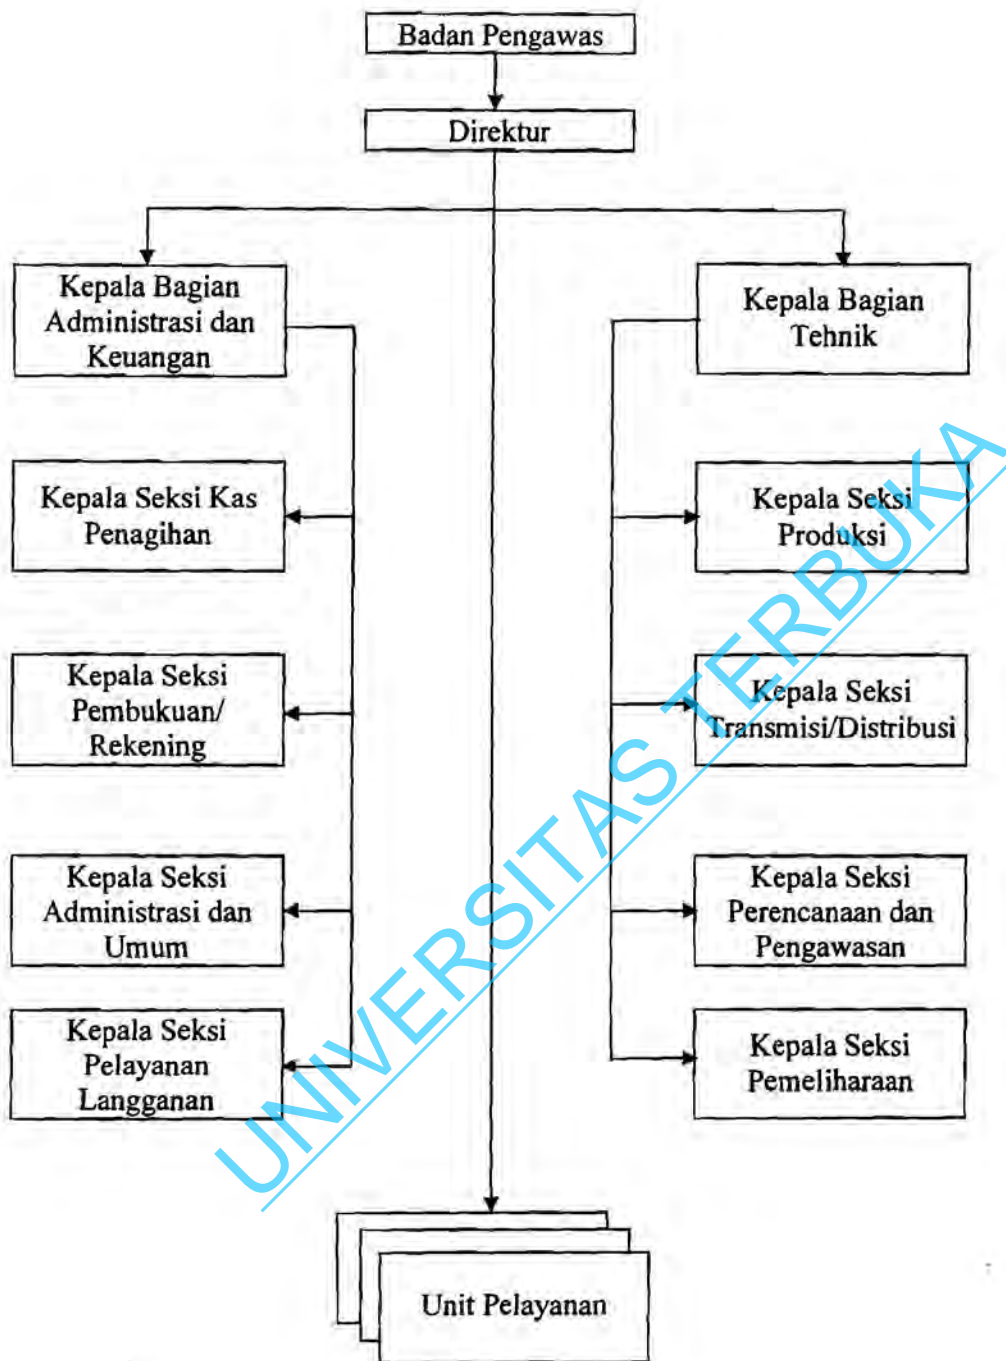 Badan Pengawas
Direktur
Kepala Bagian
Administrasi dan
Keuangan
Kepala Bagian
Tehnik
Kepala Seksi Kas
Penagihan
Kepala Seksi
Produksi
Kepala Seksi
Pembukuan/
Rekening
Kepala Seksi
Transmisi/Distribusi
Kepala Seksi
Administrasi dan
Umum
Kepala Seksi
Perencanaan dan
Pengawasan
Kepala Seksi
Pelayanan
Langganan
Kepala Seksi
Pemeliharaan
Unit Pelayanan
UNIVERSITAS TERBUKA